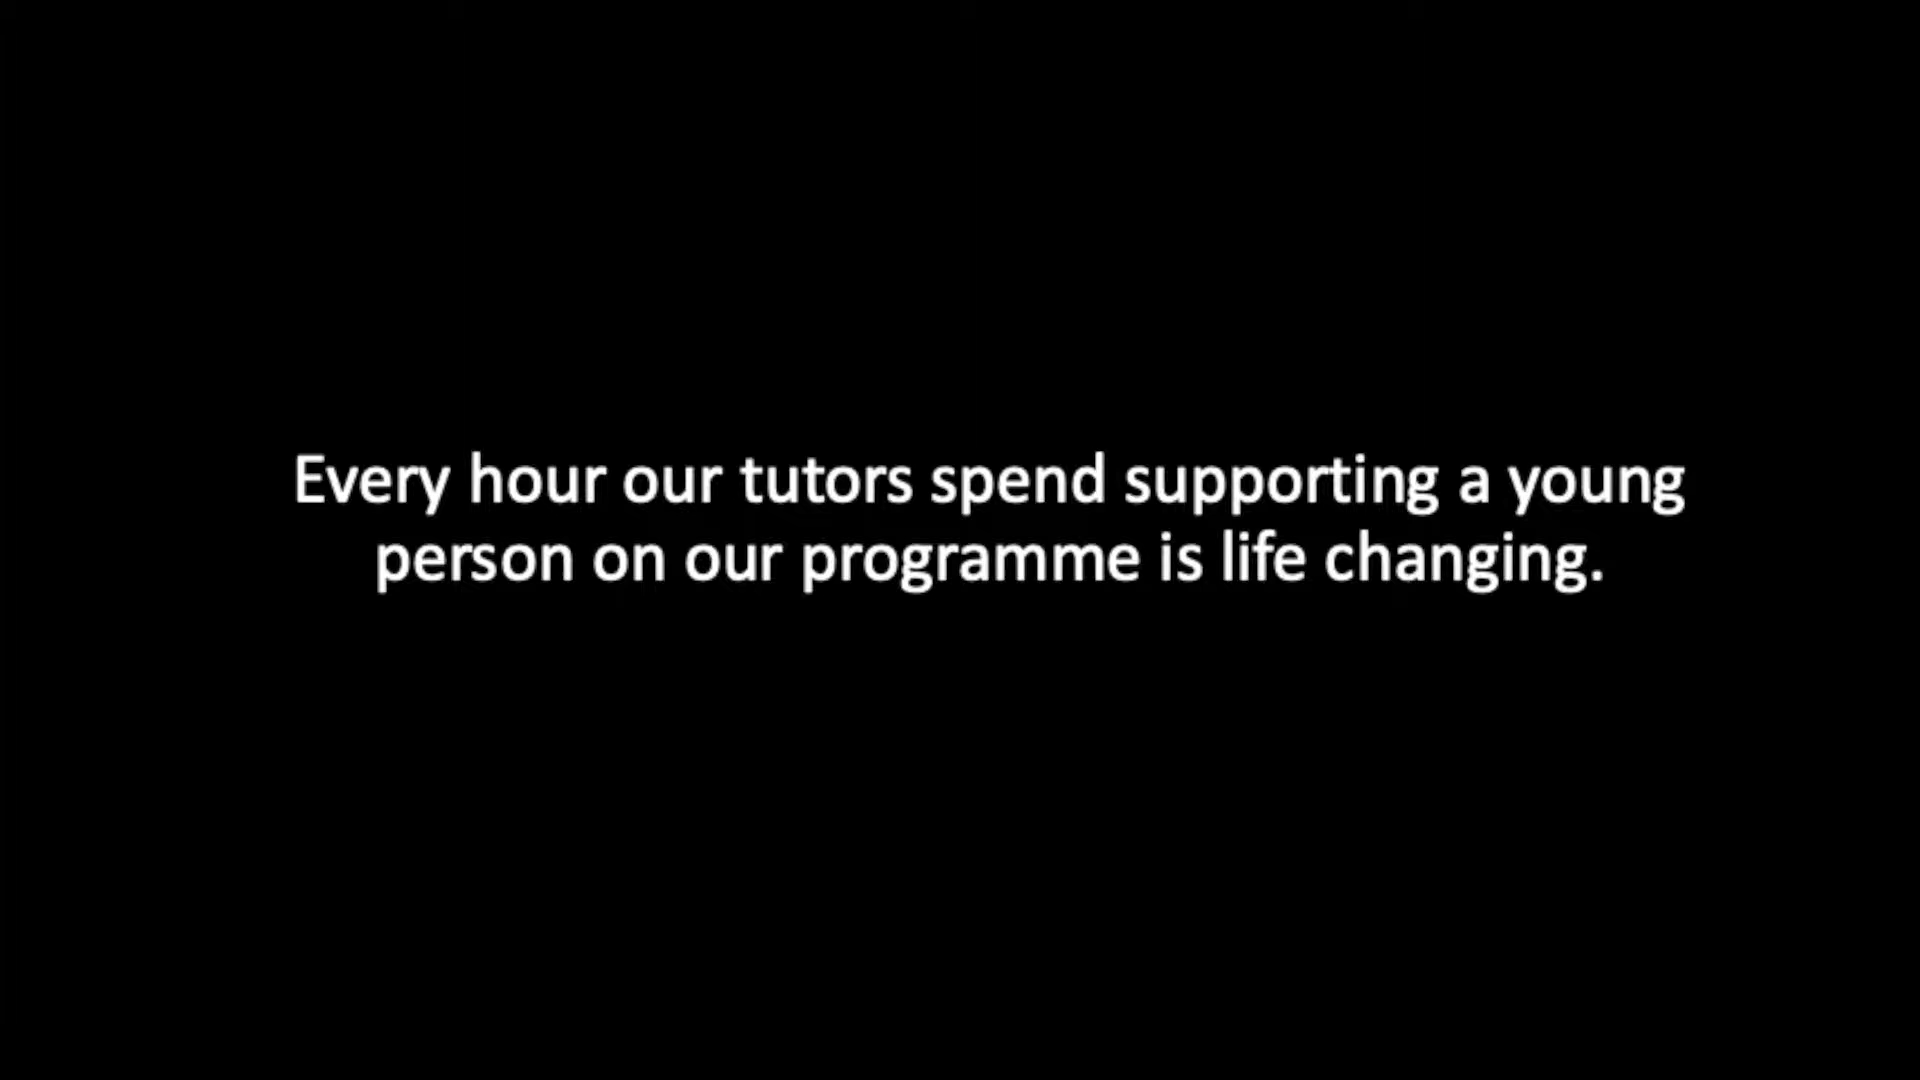 Every hour our tutors spend supporting a young
person on our programme is life changing.